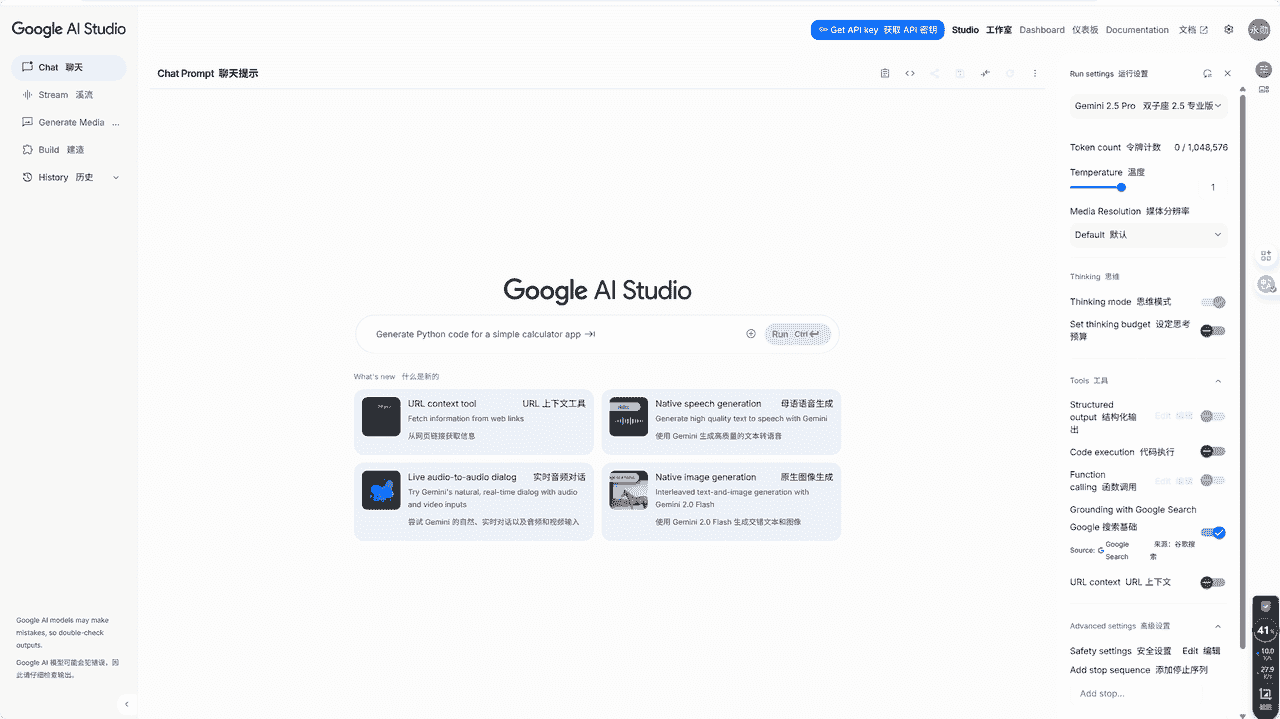 Google AI Studio
Get API key 获取 API 密钥
Studio 工作室
Dashboard 仪表板
Documentation 文档
永勋
Chat 聊天
Stream 溪流
Generate Media ...
Build 建造
History 历史
Google AI models may make
mistakes, so double-check
outputs.
Google AI 模型可能会犯错误，因
此请仔细检查输出。
Chat Prompt 聊天提示
Google AI Studio
Generate Python code for a simple calculator app
Run Ctrl
What's new 什么是新的
URL context tool URL 上下文工具
Fetch information from web links
从网页链接获取信息
Native speech generation 母语语音生成
Generate high quality text to speech with Gemini
使用 Gemini 生成高质量的文本转语音
Live audio-to-audio dialog 实时音频对话
Try Gemini's natural, real-time dialog with audio
and video inputs
尝试 Gemini 的自然、实时对话以及音频和视频输入
Native image generation 原生图像生成
Interleaved text-and-image generation with
Gemini 2.0 Flash
使用 Gemini 2.0 Flash 生成交错文本和图像
Run settings 运行设置
Gemini 2.5 Pro 双子座 2.5 专业版
Token count 令牌计数 0 / 1,048,576
Temperature 温度
1
Media Resolution 媒体分辨率
Default 默认
Thinking 思维
Thinking mode 思维模式
Set thinking budget 设定思考
预算
Tools 工具
Structured
output 结构化输
出
Edit 编辑
Code execution 代码执行
Function
calling 函数调用
Edit 编辑
Grounding with Google Search
Google 搜索基础
Source: Google
Search
来源：谷歌搜
索
URL context URL 上下文
Advanced settings 高级设置
Safety settings 安全设置 Edit 编辑
Add stop sequence 添加停止序列
Add stop...
41%
10.0
27.9
K/s